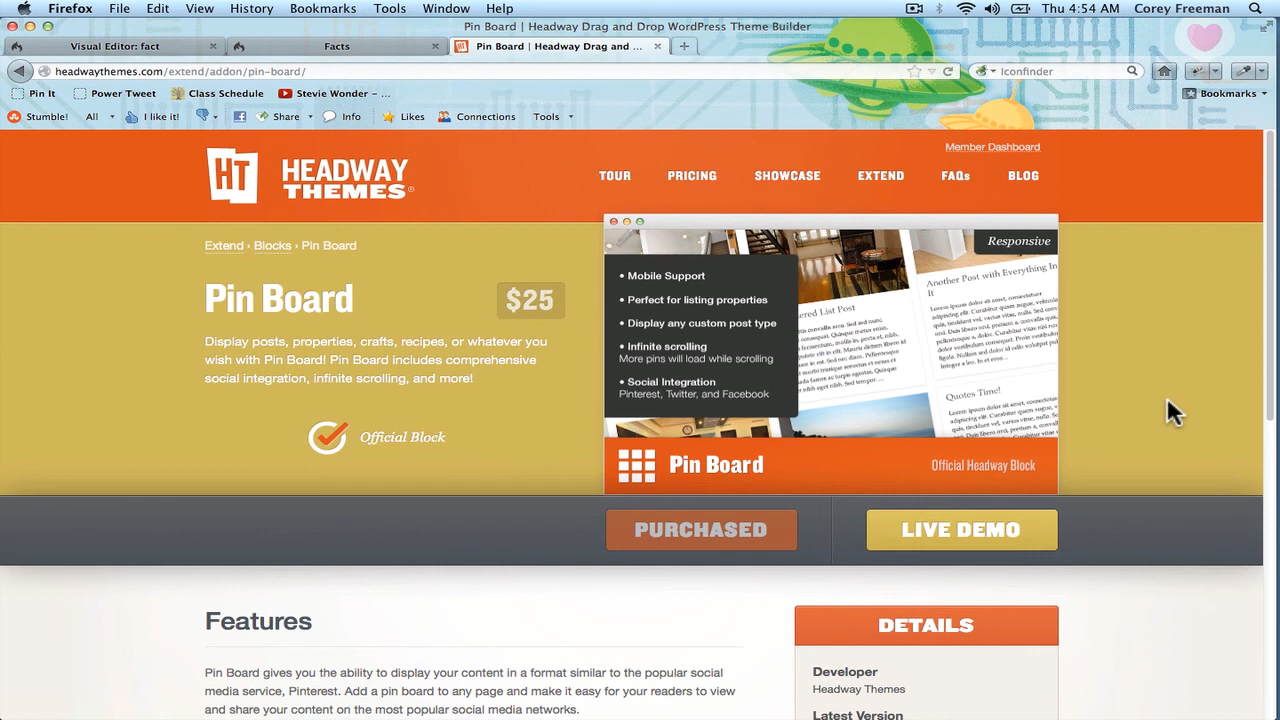 Firefox File Edit View History Bookmarks Tools Window Help Thu 4:54 AM Corey Freeman
Pin Board | Headway Drag and Drop WordPress Theme Builder
Visual Editor: fact Facts Pin Board | Headway Drag and ...
headwaythemes.com/extend/addon/pin-board/ Iconfinder
Pin It Power Tweet Class Schedule Stevie Wonder – ... Bookmarks
Stumble! All I like it! Share Info Likes Connections Tools
Member Dashboard
HT HEADWAY THEMES®
TOUR PRICING SHOWCASE EXTEND FAQs BLOG
Extend › Blocks › Pin Board
Pin Board $25
Display posts, properties, crafts, recipes, or whatever you
wish with Pin Board! Pin Board includes comprehensive
social integration, infinite scrolling, and more!
Official Block
Responsive
• Mobile Support
• Perfect for listing properties
• Display any custom post type
• Infinite scrolling
More pins will load while scrolling
• Social Integration
Pinterest, Twitter, and Facebook
Another Post with Everything In
It
List Post
Quotes Time!
Pin Board Official Headway Block
PURCHASED LIVE DEMO
Features
Pin Board gives you the ability to display your content in a format similar to the popular social
media service, Pinterest. Add a pin board to any page and make it easy for your readers to view
and share your content on the most popular social media networks.
DETAILS
Developer
Headway Themes
Latest Version